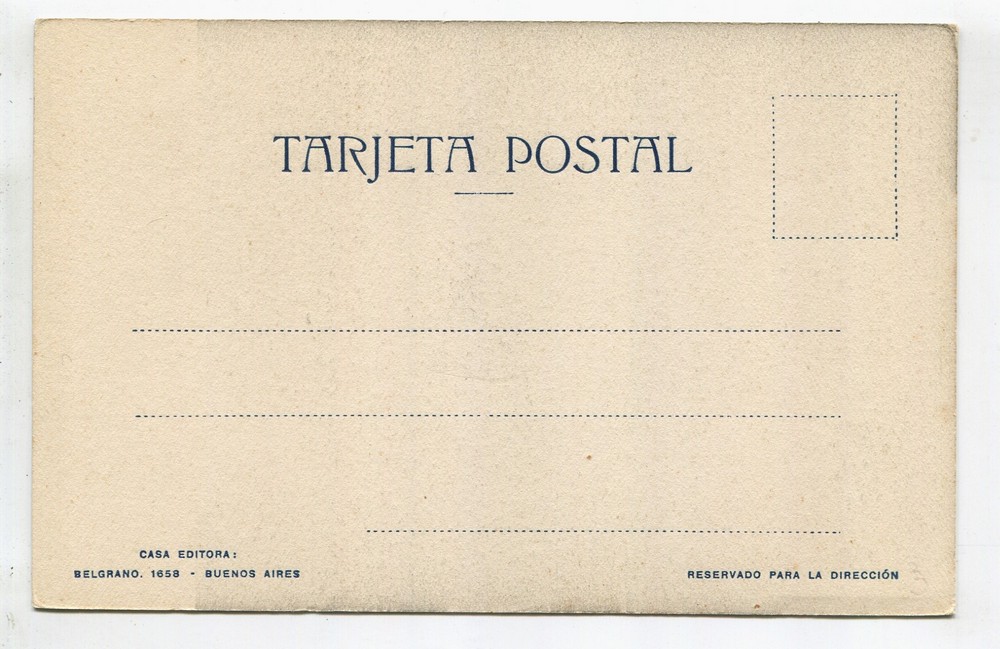 TARJETA POSTAL
CASA EDITORA:
BELGRANO. 1658 - BUENOS AIRES
RESERVADO PARA LA DIRECCIÓN